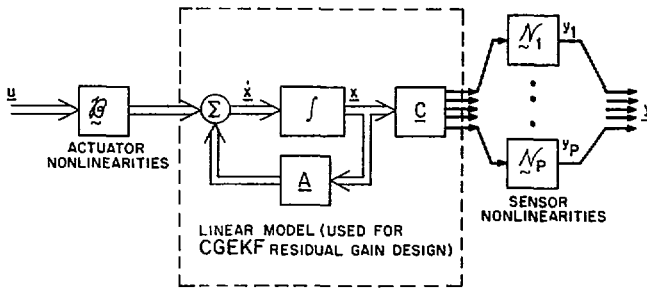 u
ℬ
ACTUATOR
NONLINEARITIES
Σ
ẋ
∫
x
A
C
LINEAR MODEL (USED FOR
CGEKF RESIDUAL GAIN DESIGN)
N1
y1
NP
yP
y
SENSOR
NONLINEARITIES